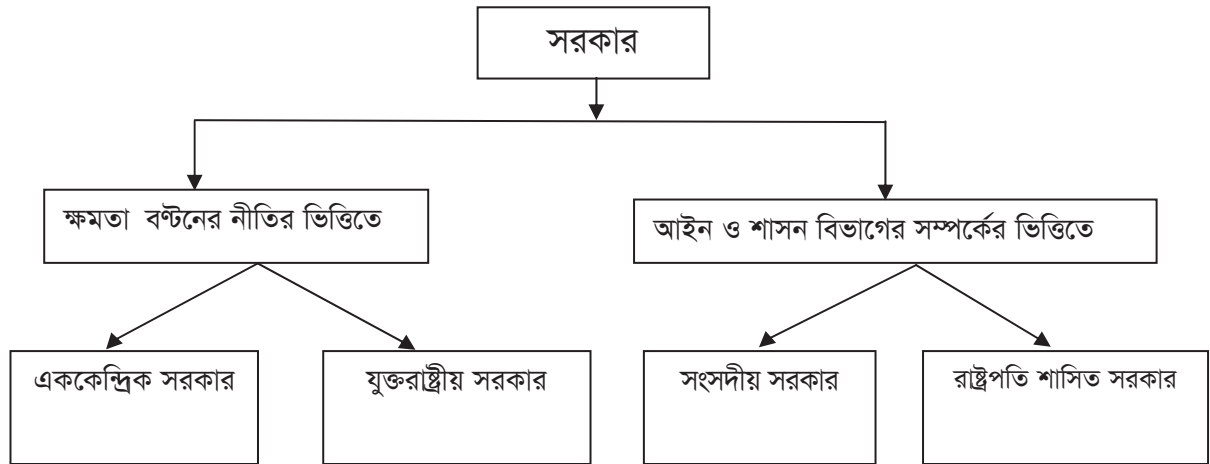 সরকার
ক্ষমতা বণ্টনের নীতির ভিত্তিতে
আইন ও শাসন বিভাগের সম্পর্কের ভিত্তিতে
এককেন্দ্রিক সরকার
যুক্তরাষ্ট্রীয় সরকার
সংসদীয় সরকার
রাষ্ট্রপতি শাসিত সরকার